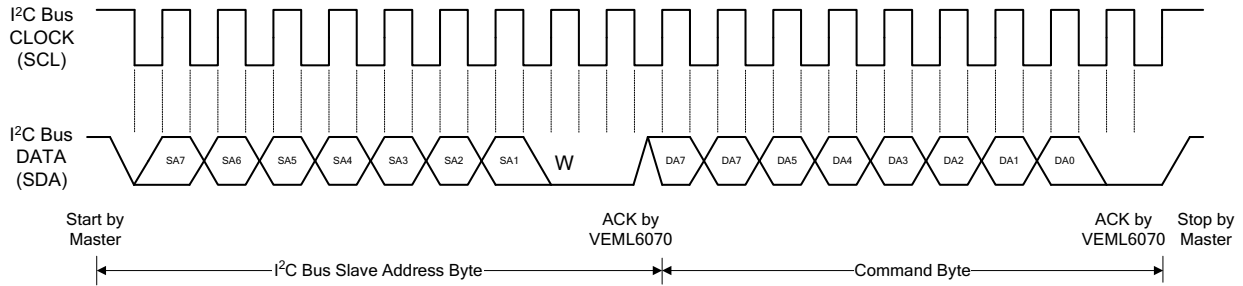 I²C Bus
CLOCK
(SCL)
I²C Bus
DATA
(SDA)
SA7 SA6 SA5 SA4 SA3 SA2 SA1 W DA7 DA7 DA5 DA4 DA3 DA2 DA1 DA0
Start by
Master
ACK by
VEML6070
ACK by
VEML6070
Stop by
Master
I²C Bus Slave Address Byte
Command Byte